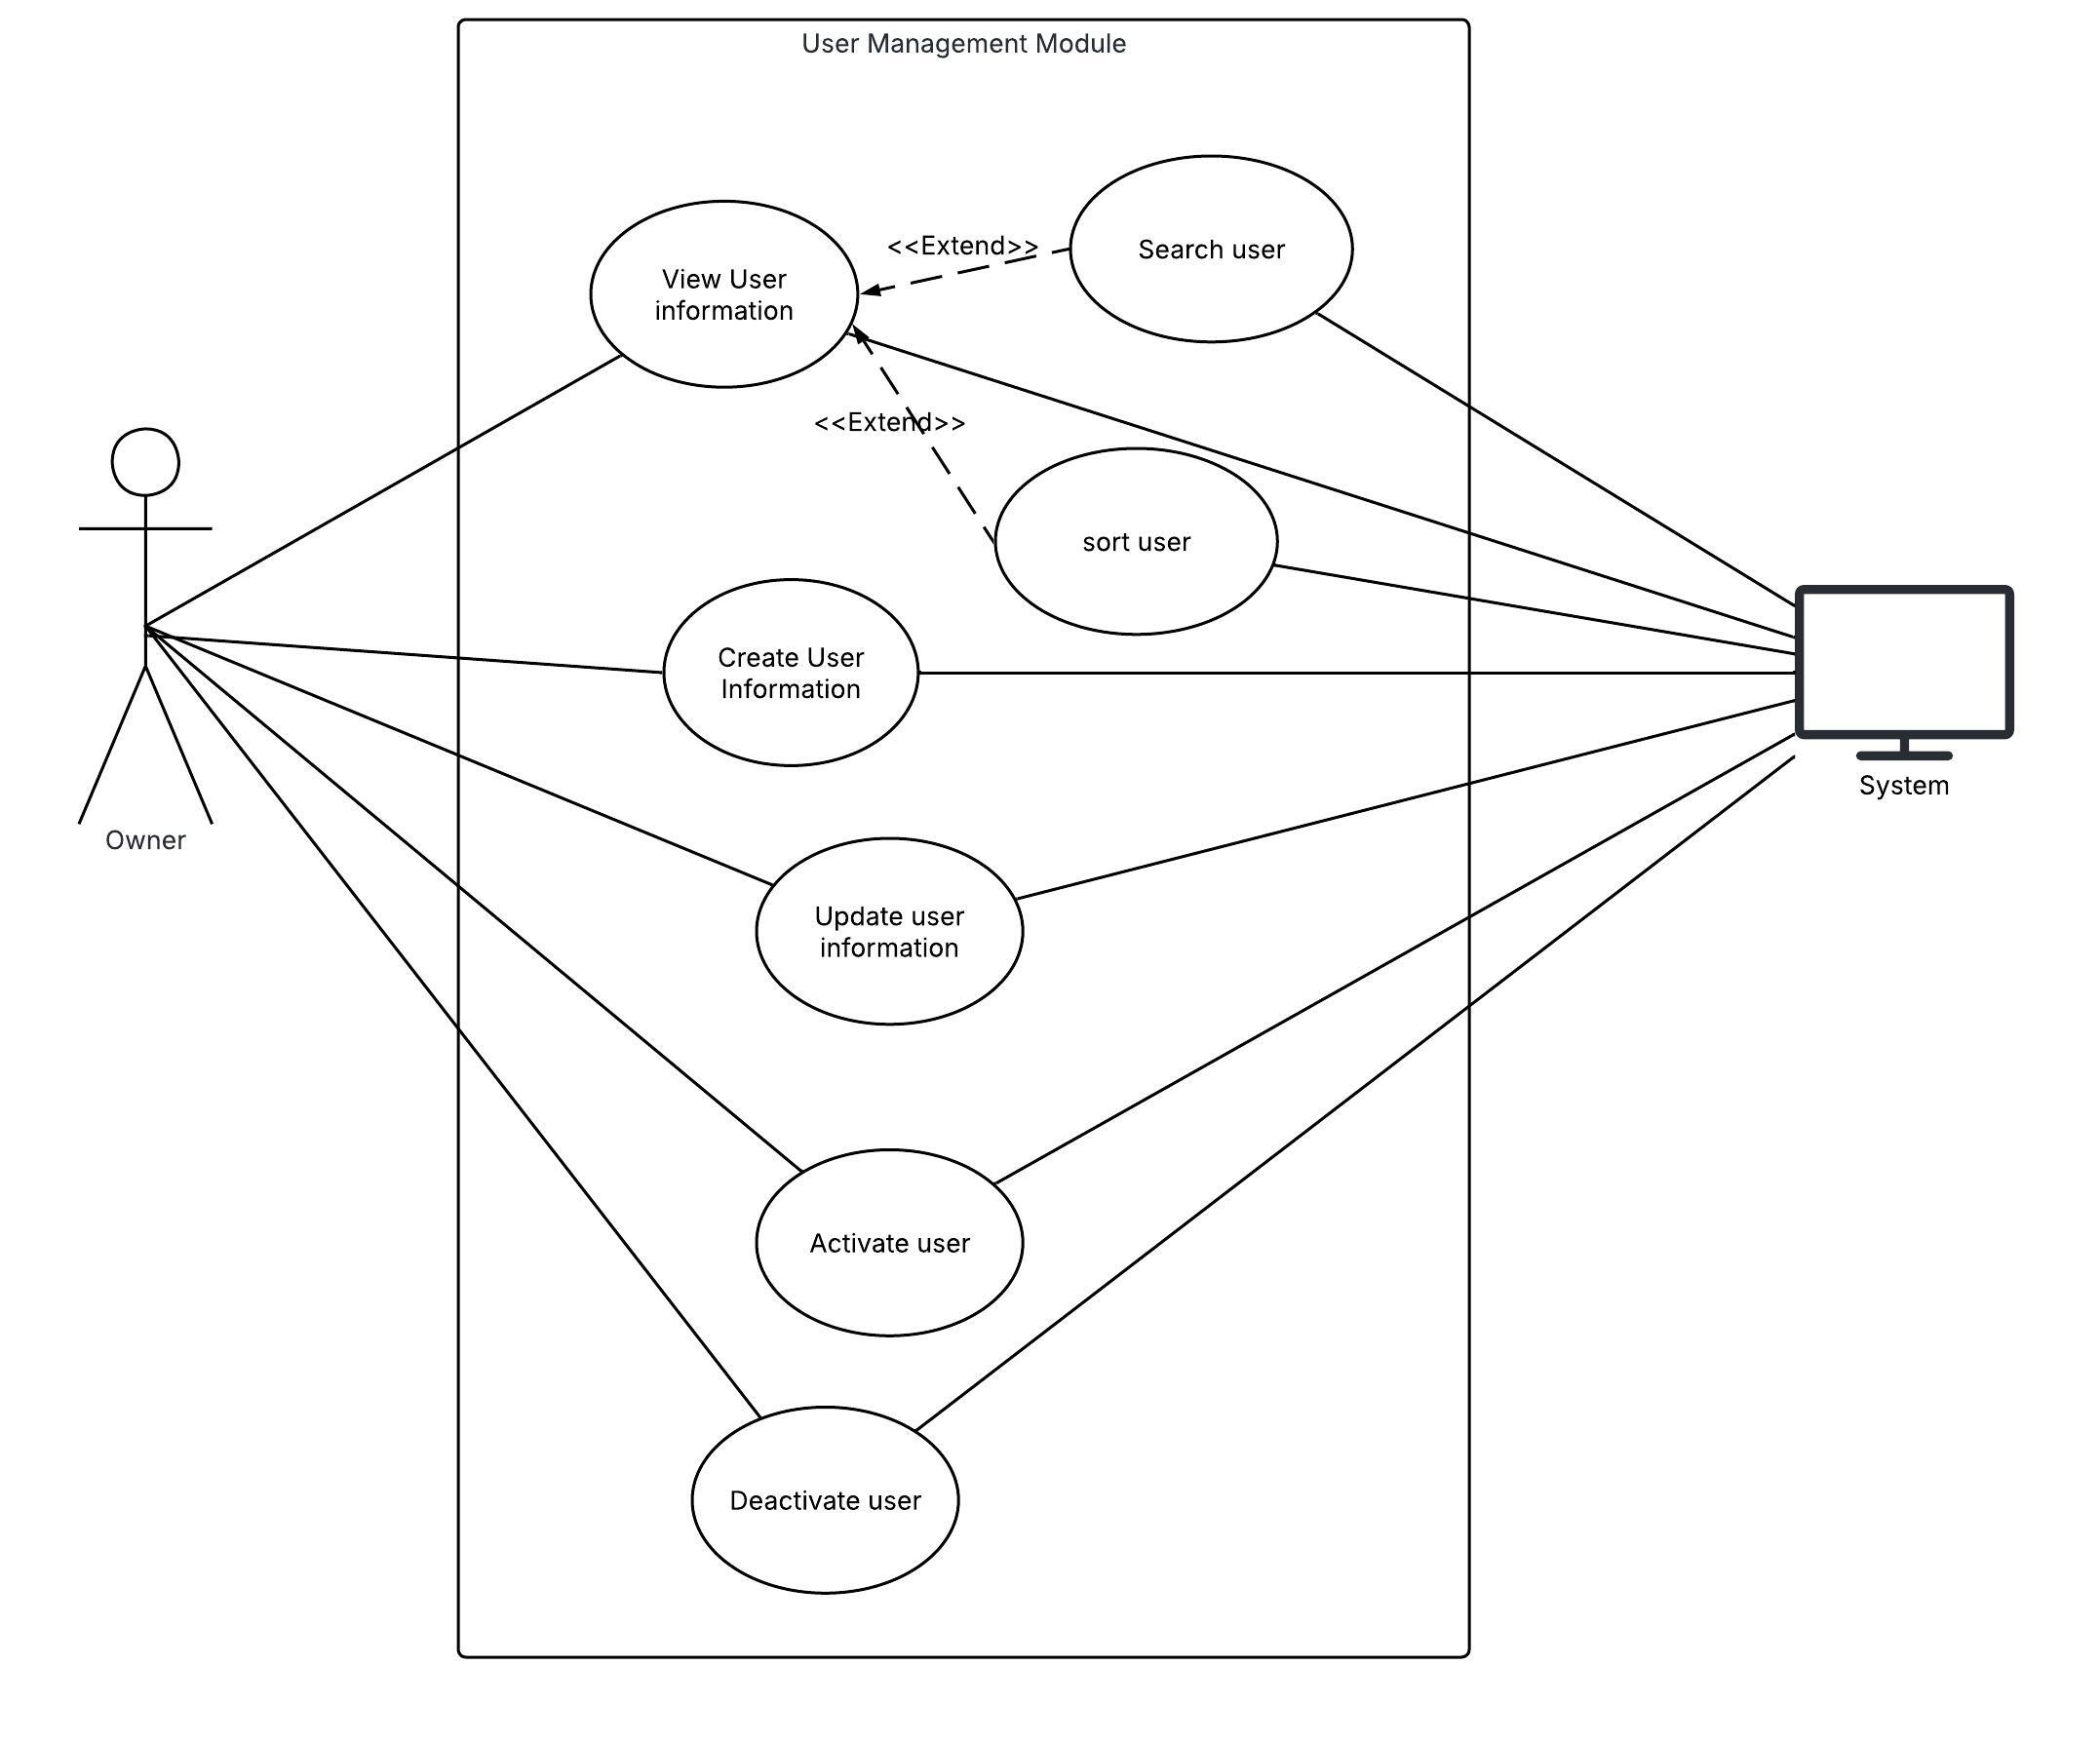 User Management Module
View User
information
<<Extend>>
Search user
<<Extend>>
sort user
Create User
Information
Owner
System
Update user
information
Activate user
Deactivate user